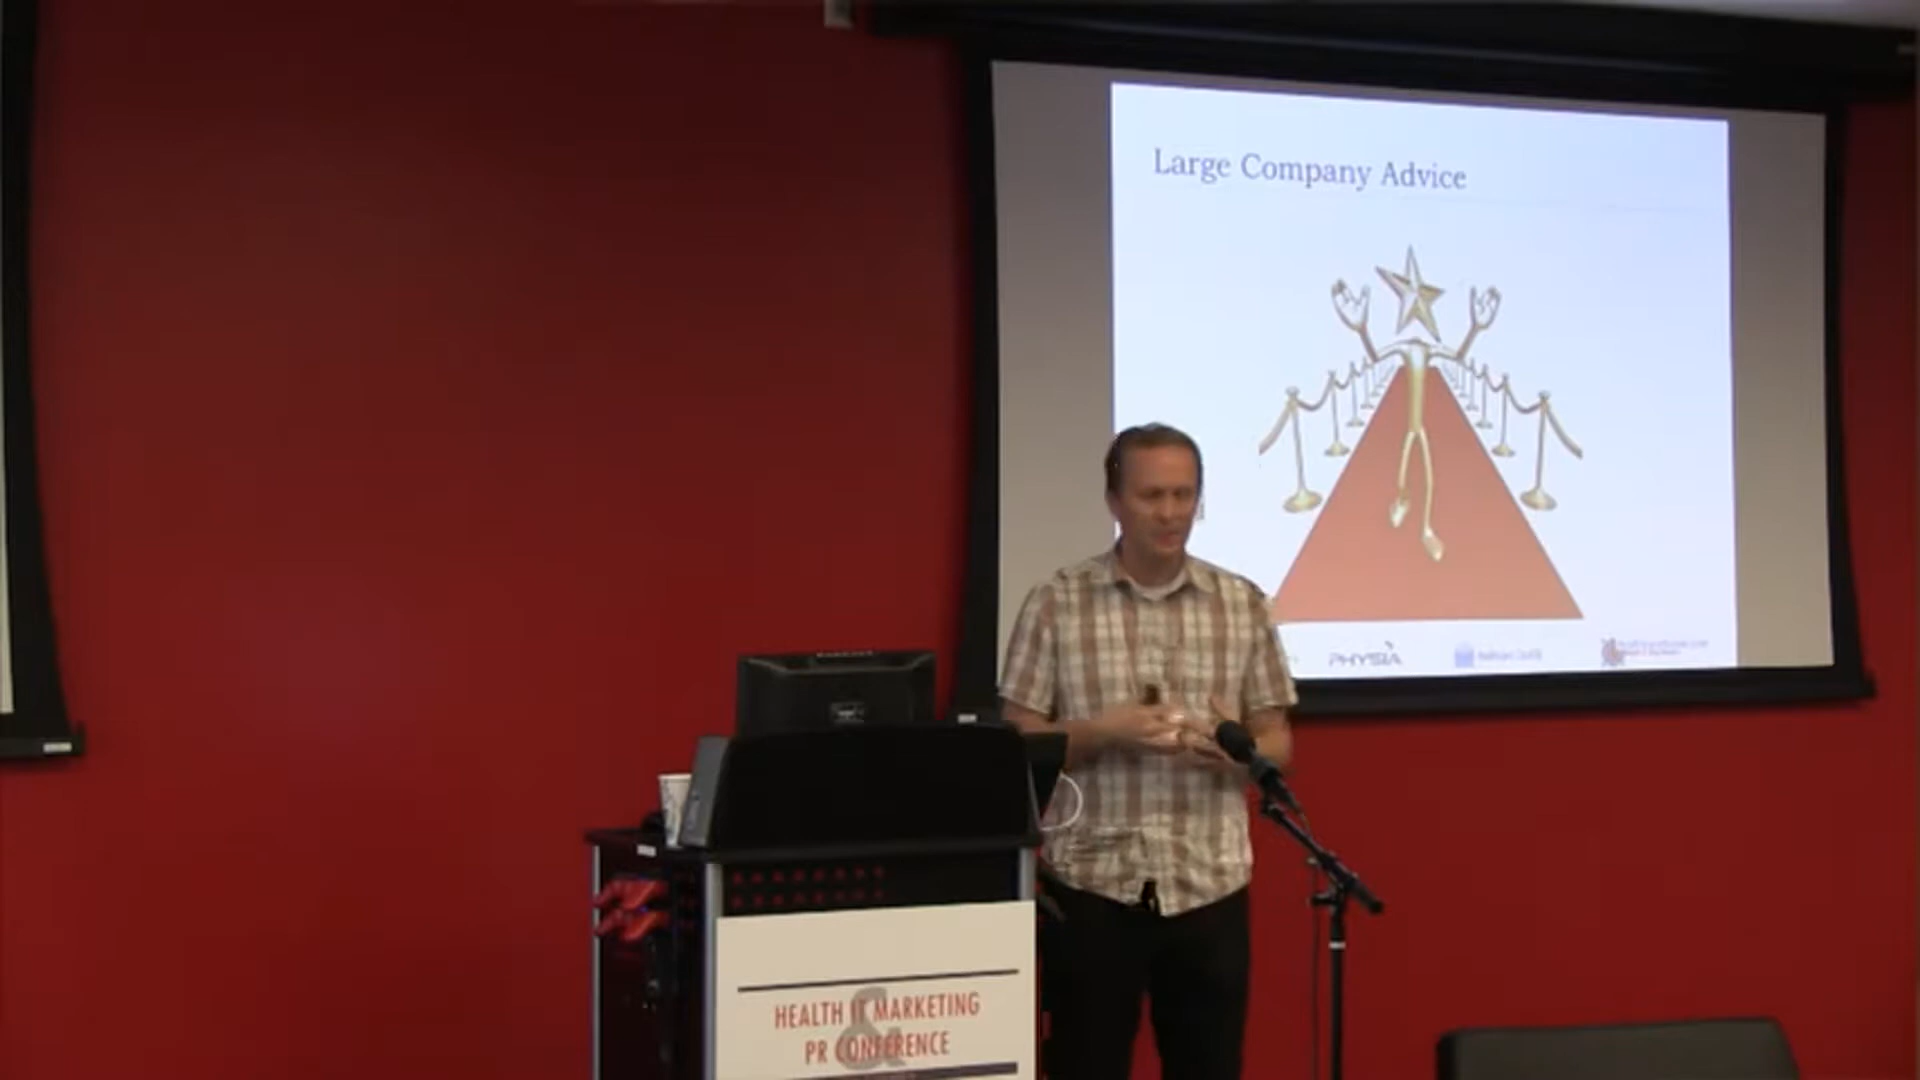 Large Company Advice
PHYSIA
HEALTH IT MARKETING
&
PR CONFERENCE